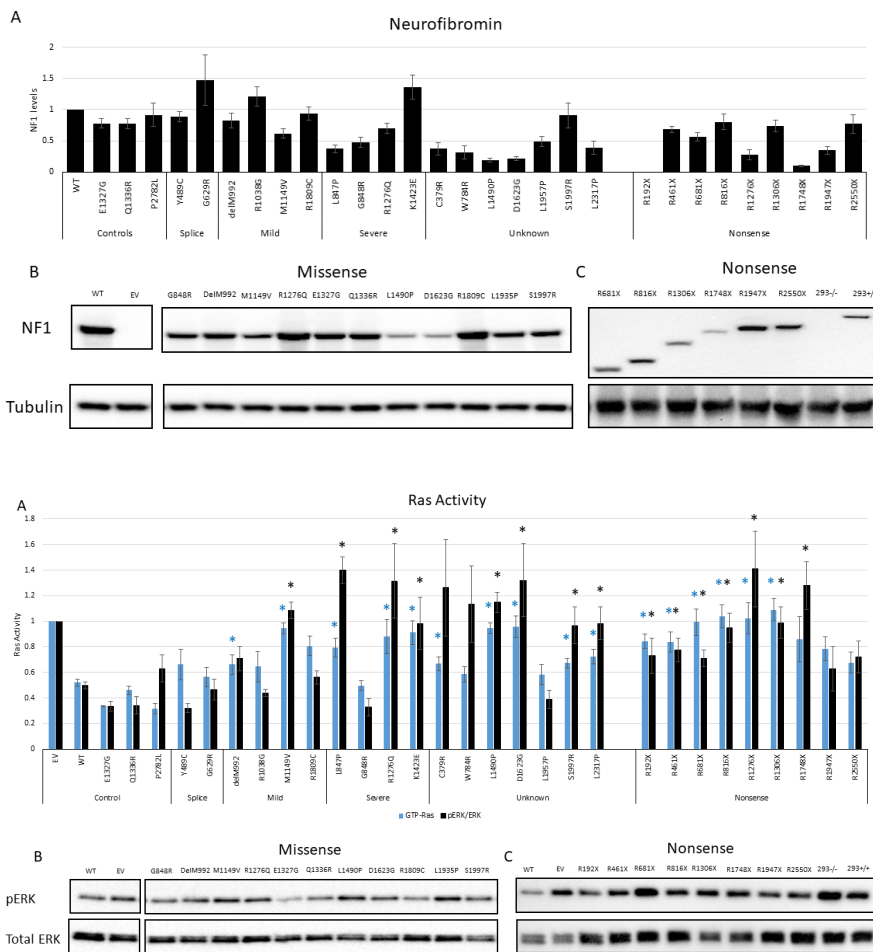 A
Neurofibromin
NF1 levels
2
1.5
1
0.5
0
WT E1327G Q1336R P2782L Y489C G629R delM992 R1038G M1149V R1809C L847P G848R R1276Q K1423E C379R W784R L1490P D1623G L1957P S1997R L2317P R192X R461X R681X R816X R1276X R1306X R1748X R1947X R2550X
Controls Splice Mild Severe Unknown Nonsense
B Missense C Nonsense
WT EV G848R DelM992 M1149V R1276Q E1327G Q1336R L1490P D1623G R1809C L1935P S1997R R681X R816X R1306X R1748X R1947X R2550X 293-/- 293+/
NF1
Tubulin
A
Ras Activity
Ras Activity
1.8
1.6
1.4
1.2
1
0.8
0.6
0.4
0.2
0
* * * * * * * * * * * * * * * * * * * * * * * * * * *
EV WT E1327G Q1336R P2782L Y489C G629R delM992 R1038G M1149V R1809C L847P G848R R1276Q K1423E C379R W784R L1490P D1623G L1957P S1997R L2317P R192X R461X R681X R816X R1276X R1306X R1748X R1947X R2550X
Control Splice Mild Severe Unknown Nonsense
GTP-Ras pERK/ERK
B Missense C Nonsense
WT EV G848R DelM992 M1149V R1276Q E1327G Q1336R L1490P D1623G R1809C L1935P S1997R WT EV R192X R461X R681X R816X R1306X R1748X R1947X R2550X 293-/- 293+/+
pERK
Total ERK